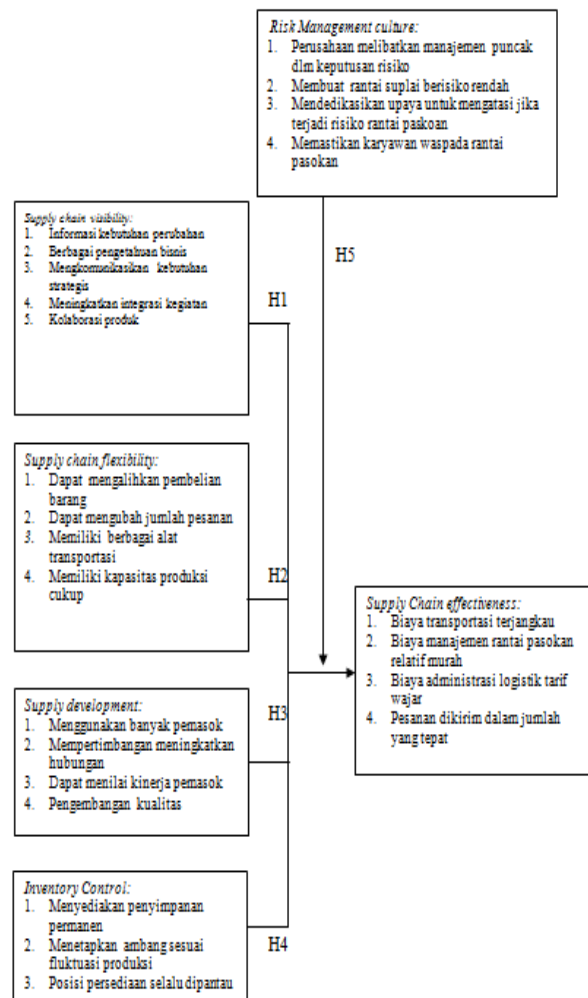 Risk Management culture:
1. Perusahaan melibatkan manajemen puncak
dlm keputusan risiko
2. Membuat rantai suplai berisiko rendah
3. Mendedikasikan upaya untuk mengatasi jika
terjadi risiko rantai paskoan
4. Memastikan karyawan waspada rantai
pasokan
H5
Supply chain visibility:
1. Informasi kebutuhan perubahan
2. Berbagai pengetahuan bisnis
3. Mengkomunikasikan kebutuhan
strategis
4. Meningkatkan integrasi kegiatan
5. Kolaborasi produk
H1
Supply chain flexibility:
1. Dapat mengalihkan pembelian
barang
2. Dapat mengubah jumlah pesanan
3. Memiliki berbagai alat
transportasi
4. Memiliki kapasitas produksi
cukup
H2
Supply Chain effectiveness:
1. Biaya transportasi terjangkau
2. Biaya manajemen rantai pasokan
relatif murah
3. Biaya administrasi logistik tarif
wajar
4. Pesanan dikirim dalam jumlah
yang tepat
Supply development:
1. Menggunakan banyak pemasok
2. Mempertimbangan meningkatkan
hubungan
3. Dapat menilai kinerja pemasok
4. Pengembangan kualitas
H3
Inventory Control:
1. Menyediakan penyimpanan
permanen
2. Menetapkan ambang sesuai
fluktuasi produksi
3. Posisi persediaan selalu dipantau
H4